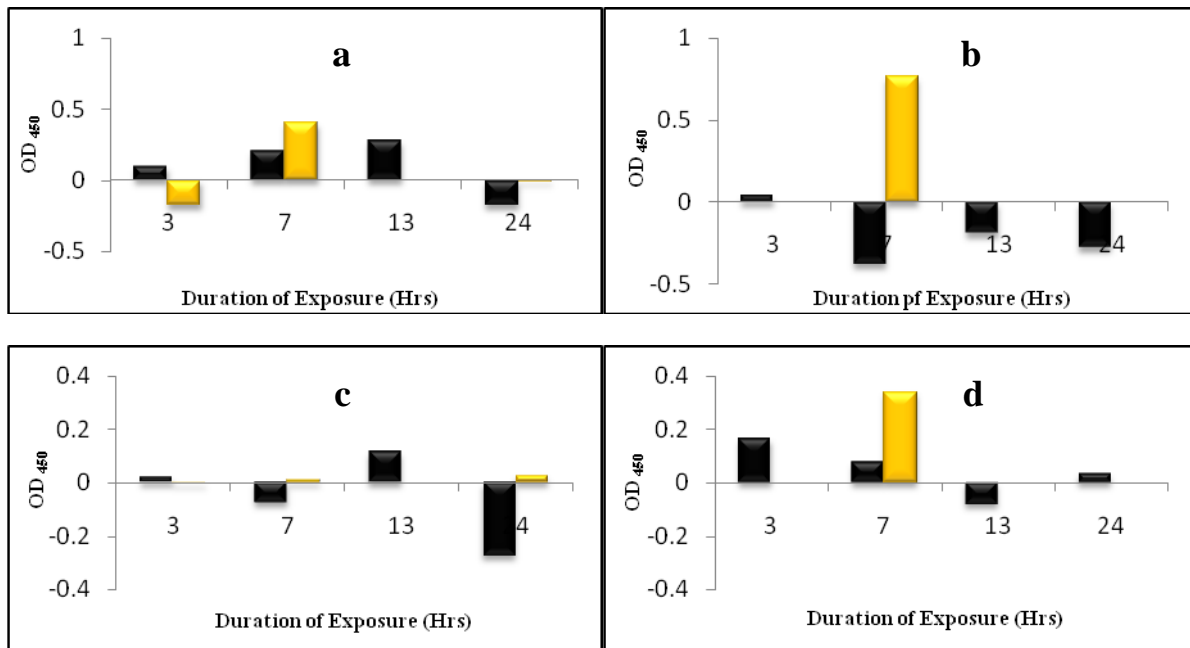 a
1
0.5
0
-0.5
OD 450
3 7 13 24
Duration of Exposure (Hrs)
b
1
0.5
0
-0.5
OD 450
3 7 13 24
Duration pf Exposure (Hrs)
c
0.4
0.2
0
-0.2
-0.4
OD 450
3 7 13 4
Duration of Exposure (Hrs)
d
0.4
0.2
0
-0.2
-0.4
OD 450
3 7 13 24
Duration of Exposure (Hrs)